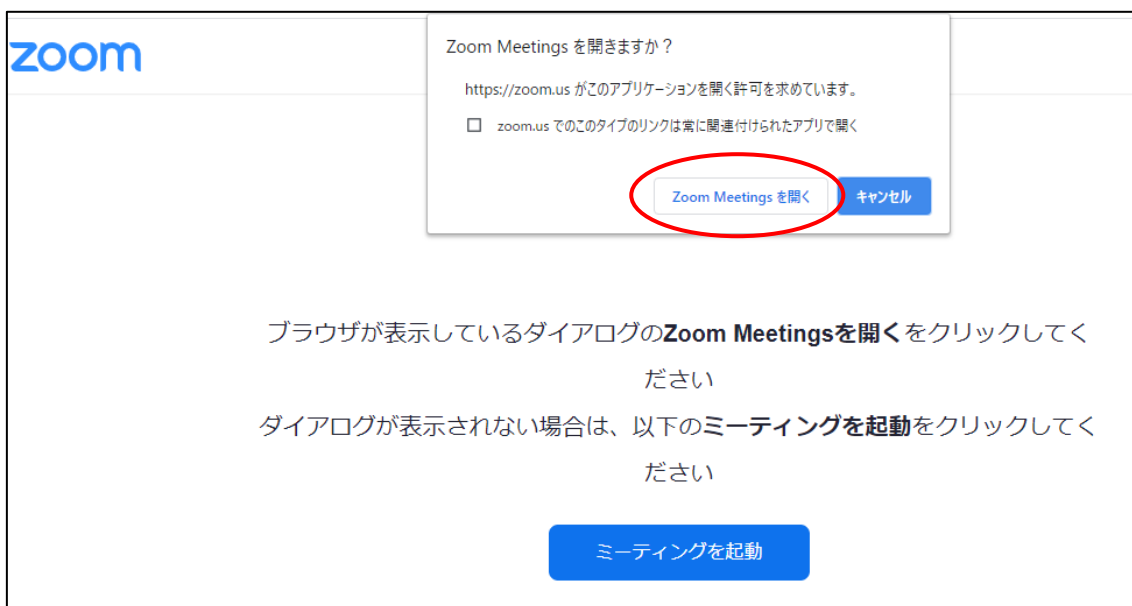 zoom
Zoom Meetings を開きますか？
https://zoom.us がこのアプリケーションを開く許可を求めています。
zoom.us でのこのタイプのリンクは常に関連付けられたアプリで開く
Zoom Meetings を開く キャンセル
ブラウザが表示しているダイアログのZoom Meetingsを開くをクリックしてく
ださい
ダイアログが表示されない場合は、以下のミーティングを起動をクリックしてく
ださい
ミーティングを起動